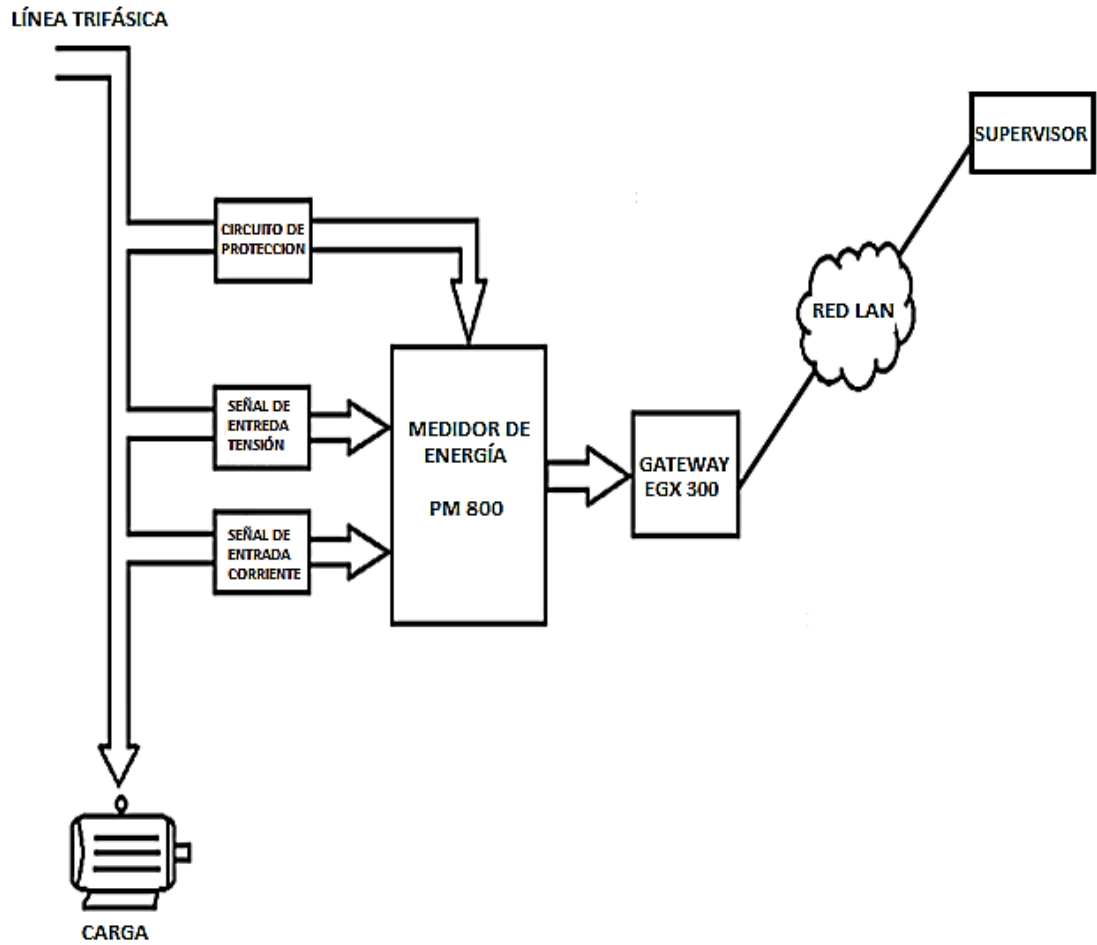 LÍNEA TRIFÁSICA
SUPERVISOR
CIRCUITO DE
PROTECCION
RED LAN
SEÑAL DE
ENTREDA
TENSIÓN
MEDIDOR DE
ENERGÍA
PM 800
GATEWAY
EGX 300
SEÑAL DE
ENTRADA
CORRIENTE
CARGA